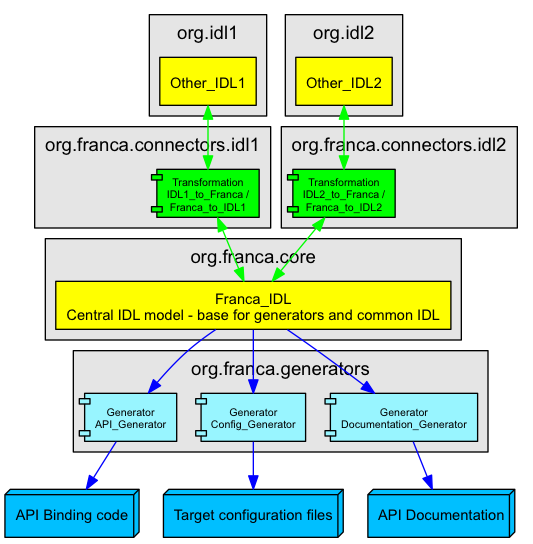 org.idl1
org.idl2
Other_IDL1
Other_IDL2
org.franca.connectors.idl1
org.franca.connectors.idl2
Transformation
IDL1_to_Franca /
Franca_to_IDL1
Transformation
IDL2_to_Franca /
Franca_to_IDL2
org.franca.core
Franca_IDL
Central IDL model - base for generators and common IDL
org.franca.generators
Generator
API_Generator
Generator
Config_Generator
Generator
Documentation_Generator
API Binding code
Target configuration files
API Documentation